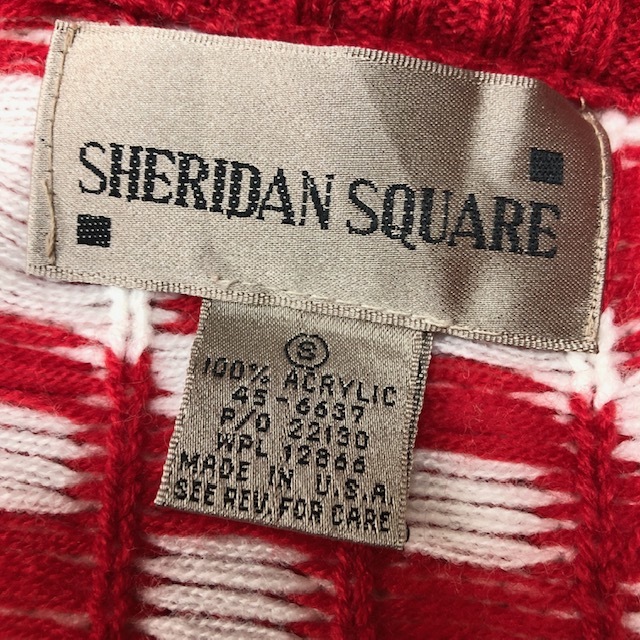 SHERIDAN SQUARE
S
100% ACRYLIC
45-6637
P/O 22130
WPL 12866
MADE IN U.S.A.
SEE REV. FOR CARE